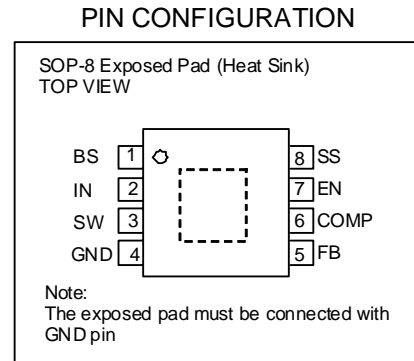 PIN CONFIGURATION
SOP-8 Exposed Pad (Heat Sink)
TOP VIEW
BS 1 8 SS
IN 2 7 EN
SW 3 6 COMP
GND 4 5 FB
Note:
The exposed pad must be connected with
GND pin